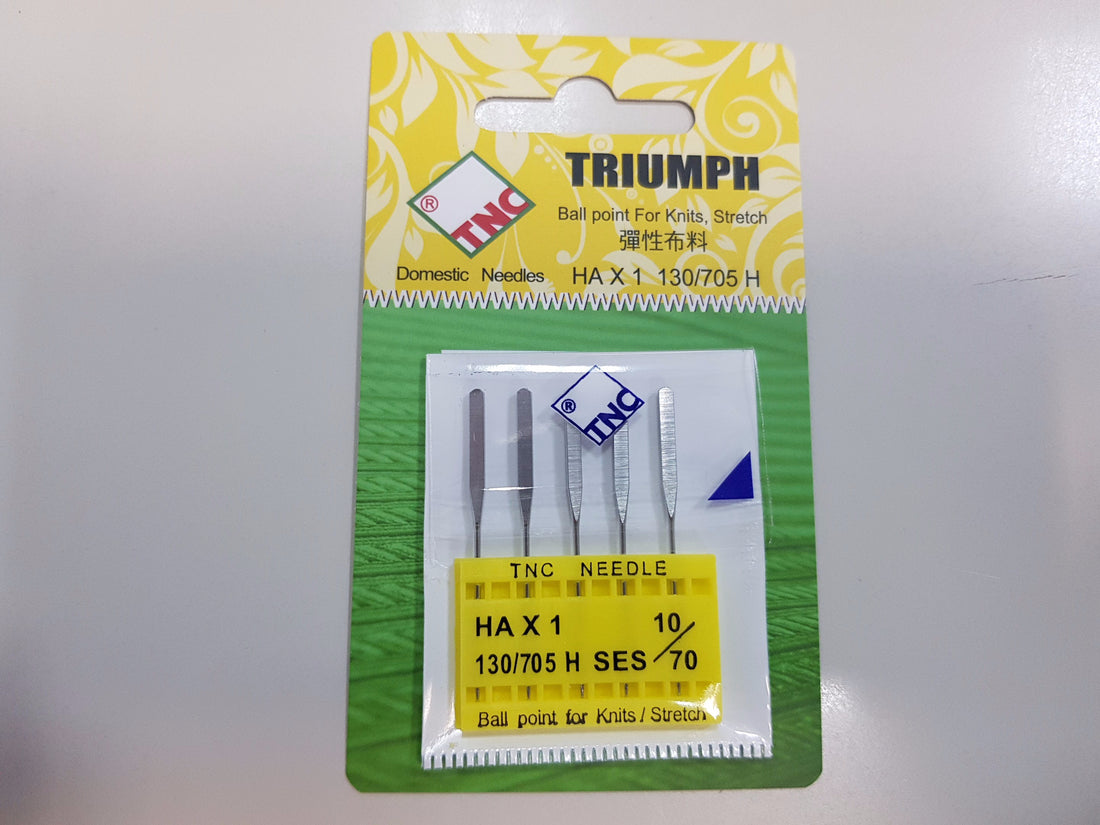 TRIUMPH
® TNC
Ball point For Knits, Stretch
彈性布料
Domestic Needles HA X 1 130/705 H
® TNC
TNC NEEDLE
HA X 1 10/
130/705 H SES 70
Ball point for Knits / Stretch